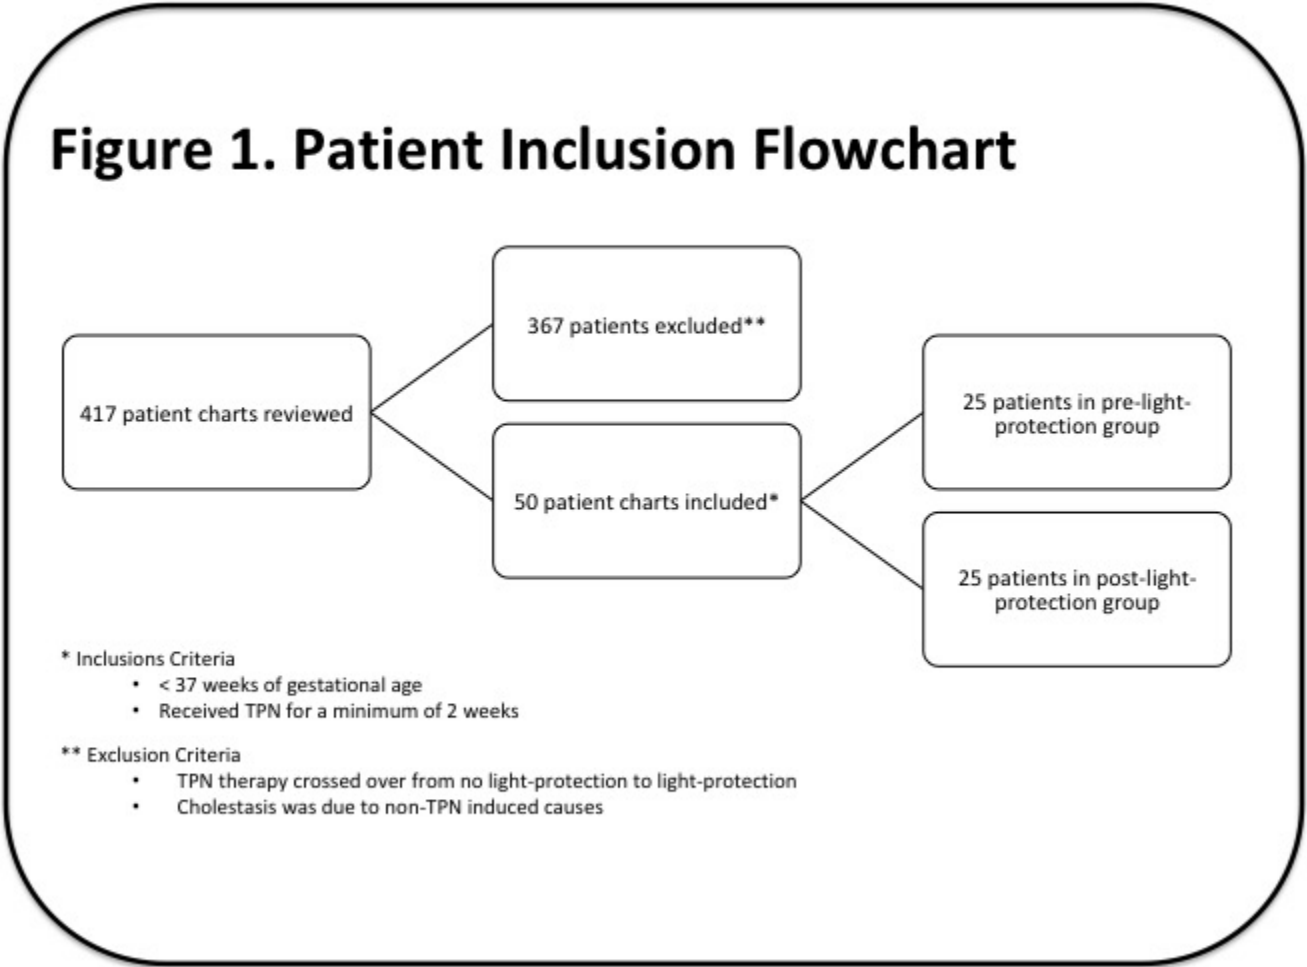 Figure 1. Patient Inclusion Flowchart
367 patients excluded**
417 patient charts reviewed
50 patient charts included*
25 patients in pre-light-
protection group
25 patients in post-light-
protection group
* Inclusions Criteria
• < 37 weeks of gestational age
• Received TPN for a minimum of 2 weeks
** Exclusion Criteria
• TPN therapy crossed over from no light-protection to light-protection
• Cholestasis was due to non-TPN induced causes